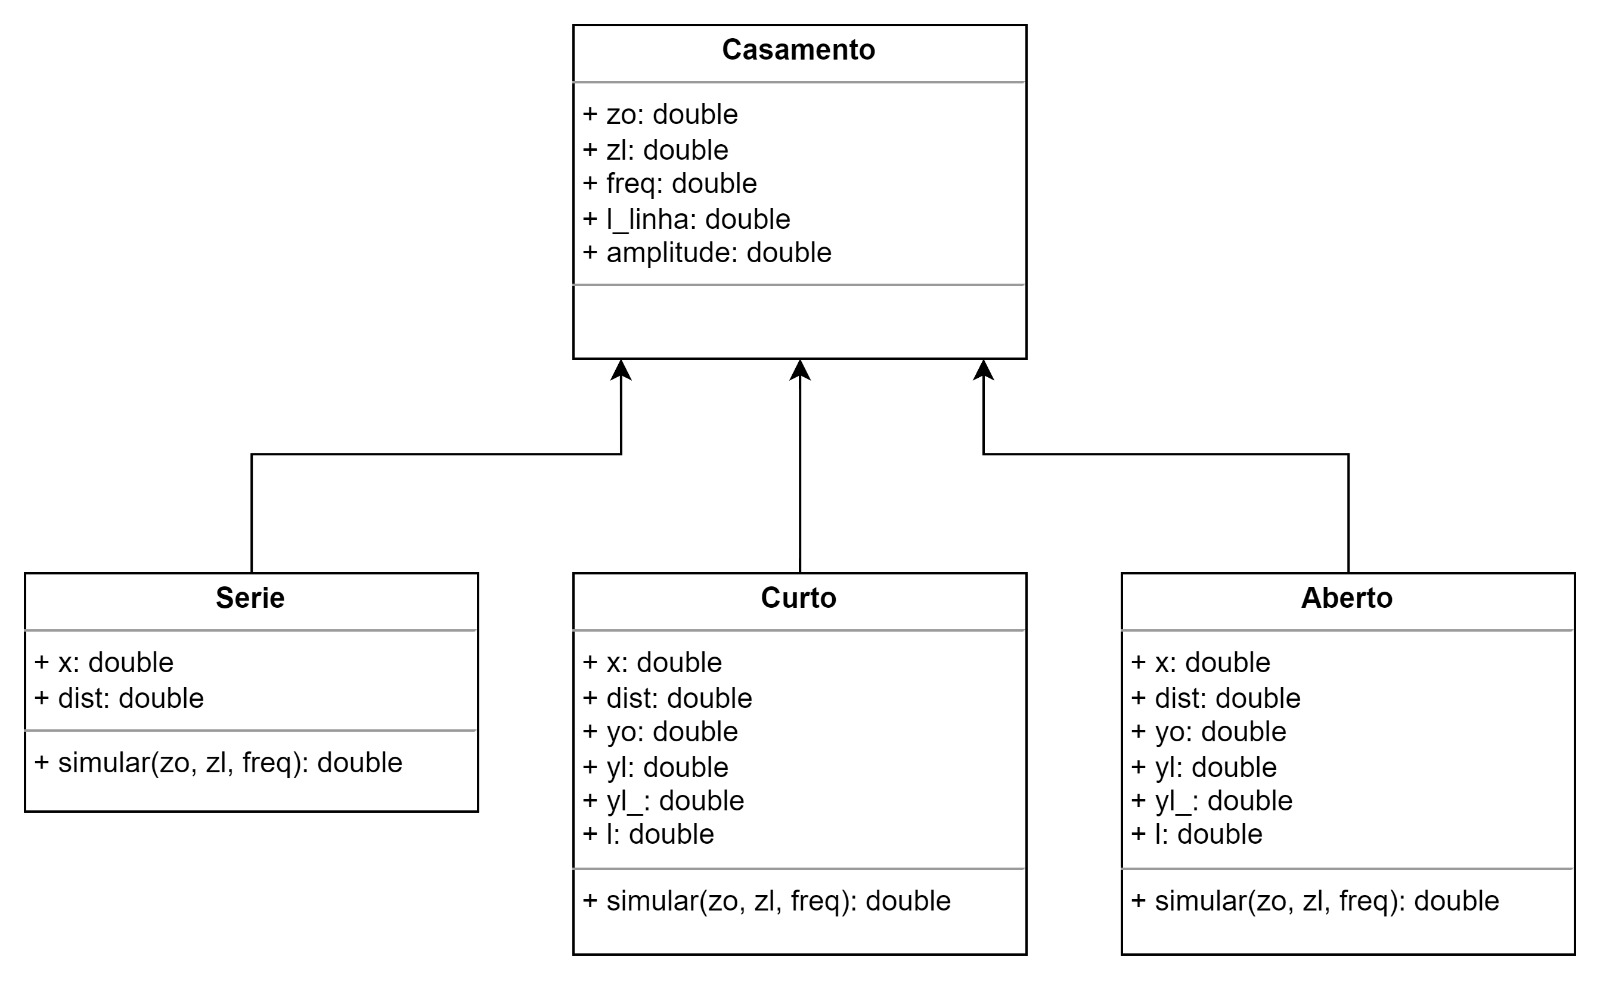 Casamento
+ zo: double
+ zl: double
+ freq: double
+ l_linha: double
+ amplitude: double
Serie
+ x: double
+ dist: double
+ simular(zo, zl, freq): double
Curto
+ x: double
+ dist: double
+ yo: double
+ yl: double
+ yl_: double
+ l: double
+ simular(zo, zl, freq): double
Aberto
+ x: double
+ dist: double
+ yo: double
+ yl: double
+ yl_: double
+ l: double
+ simular(zo, zl, freq): double